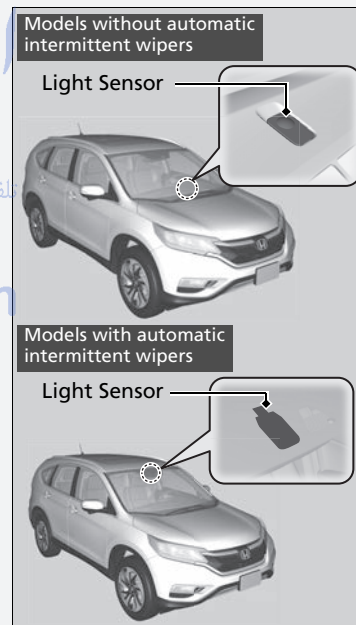 Models without automatic
intermittent wipers
Light Sensor
Models with automatic
intermittent wipers
Light Sensor